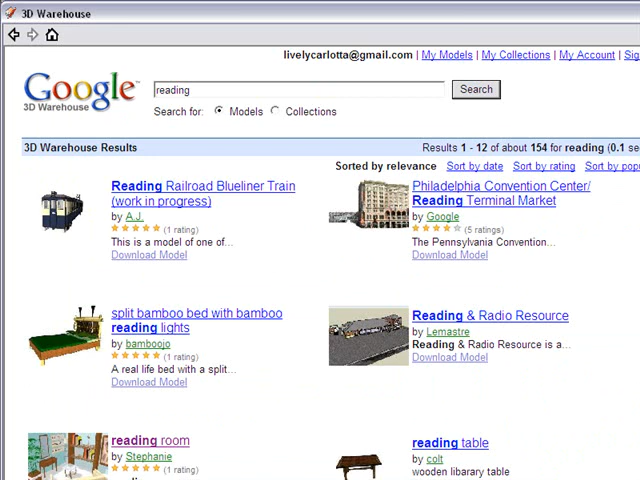 3D Warehouse
livelycarlotta@gmail.com | My Models | My Collections | My Account | Sig
Google
3D Warehouse
reading
Search
Search for: Models Collections
3D Warehouse Results
Results 1 - 12 of about 154 for reading (0.1 se
Sorted by relevance Sort by date Sort by rating Sort by popu
Reading Railroad Blueliner Train
(work in progress)
by A.J.
(1 rating)
This is a model of one of...
Download Model
Philadelphia Convention Center/
Reading Terminal Market
by Google
(5 ratings)
The Pennsylvania Convention...
Download Model
split bamboo bed with bamboo
reading lights
by bamboojo
(1 rating)
A real life bed with a split...
Download Model
Reading & Radio Resource
by Lemastre
Reading & Radio Resource is a...
Download Model
reading room
by Stephanie
(1 rating)
reading table
by colt
wooden libarary table